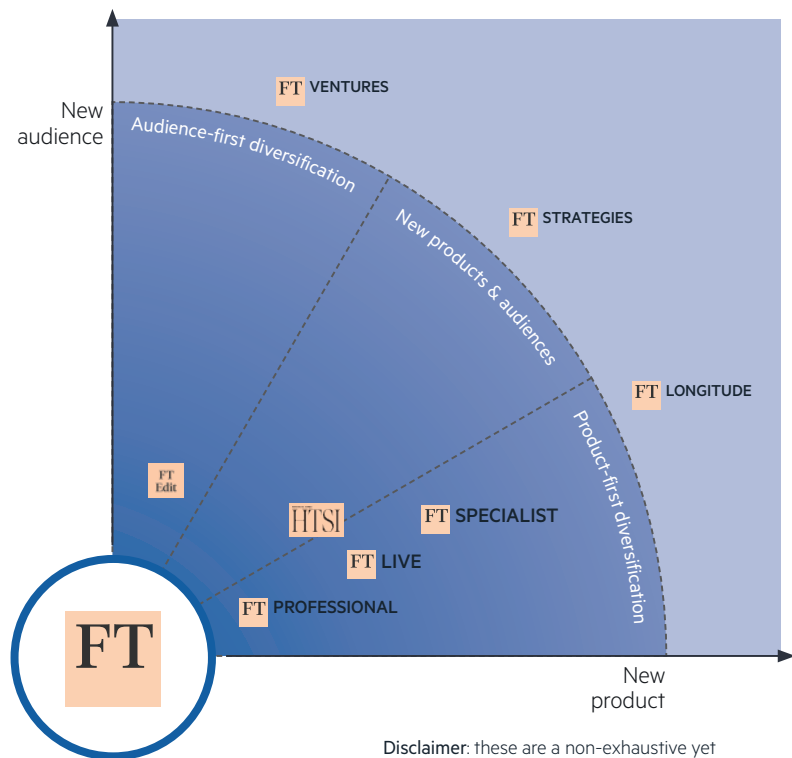 New
audience
FT VENTURES
Audience-first diversification
FT STRATEGIES
New products & audiences
FT LONGITUDE
Product-first diversification
FT
Edit
HTSI
FT SPECIALIST
FT LIVE
FT PROFESSIONAL
FT
New
product
Disclaimer: these are a non-exhaustive yet